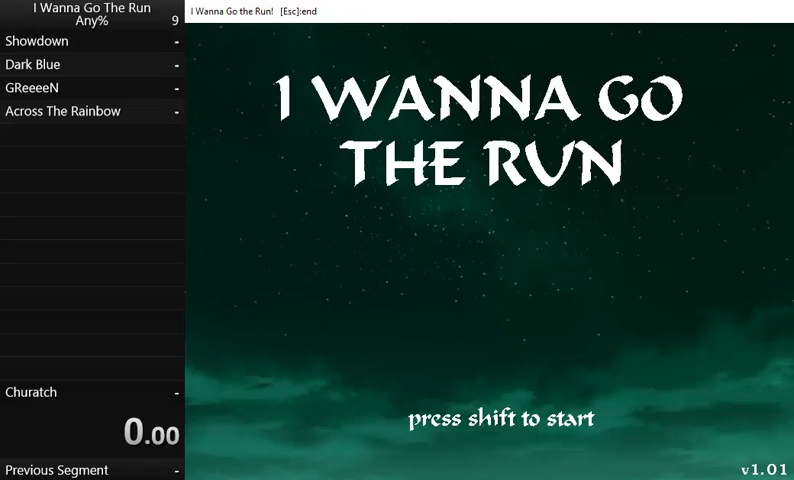 I Wanna Go The Run
Any%
9
Showdown -
Dark Blue -
GReeeeN -
Across The Rainbow -
Churatch -
0.00
Previous Segment -
I Wanna Go the Run! [Esc]:end
I WANNA GO
THE RUN
press shift to start
v1.01